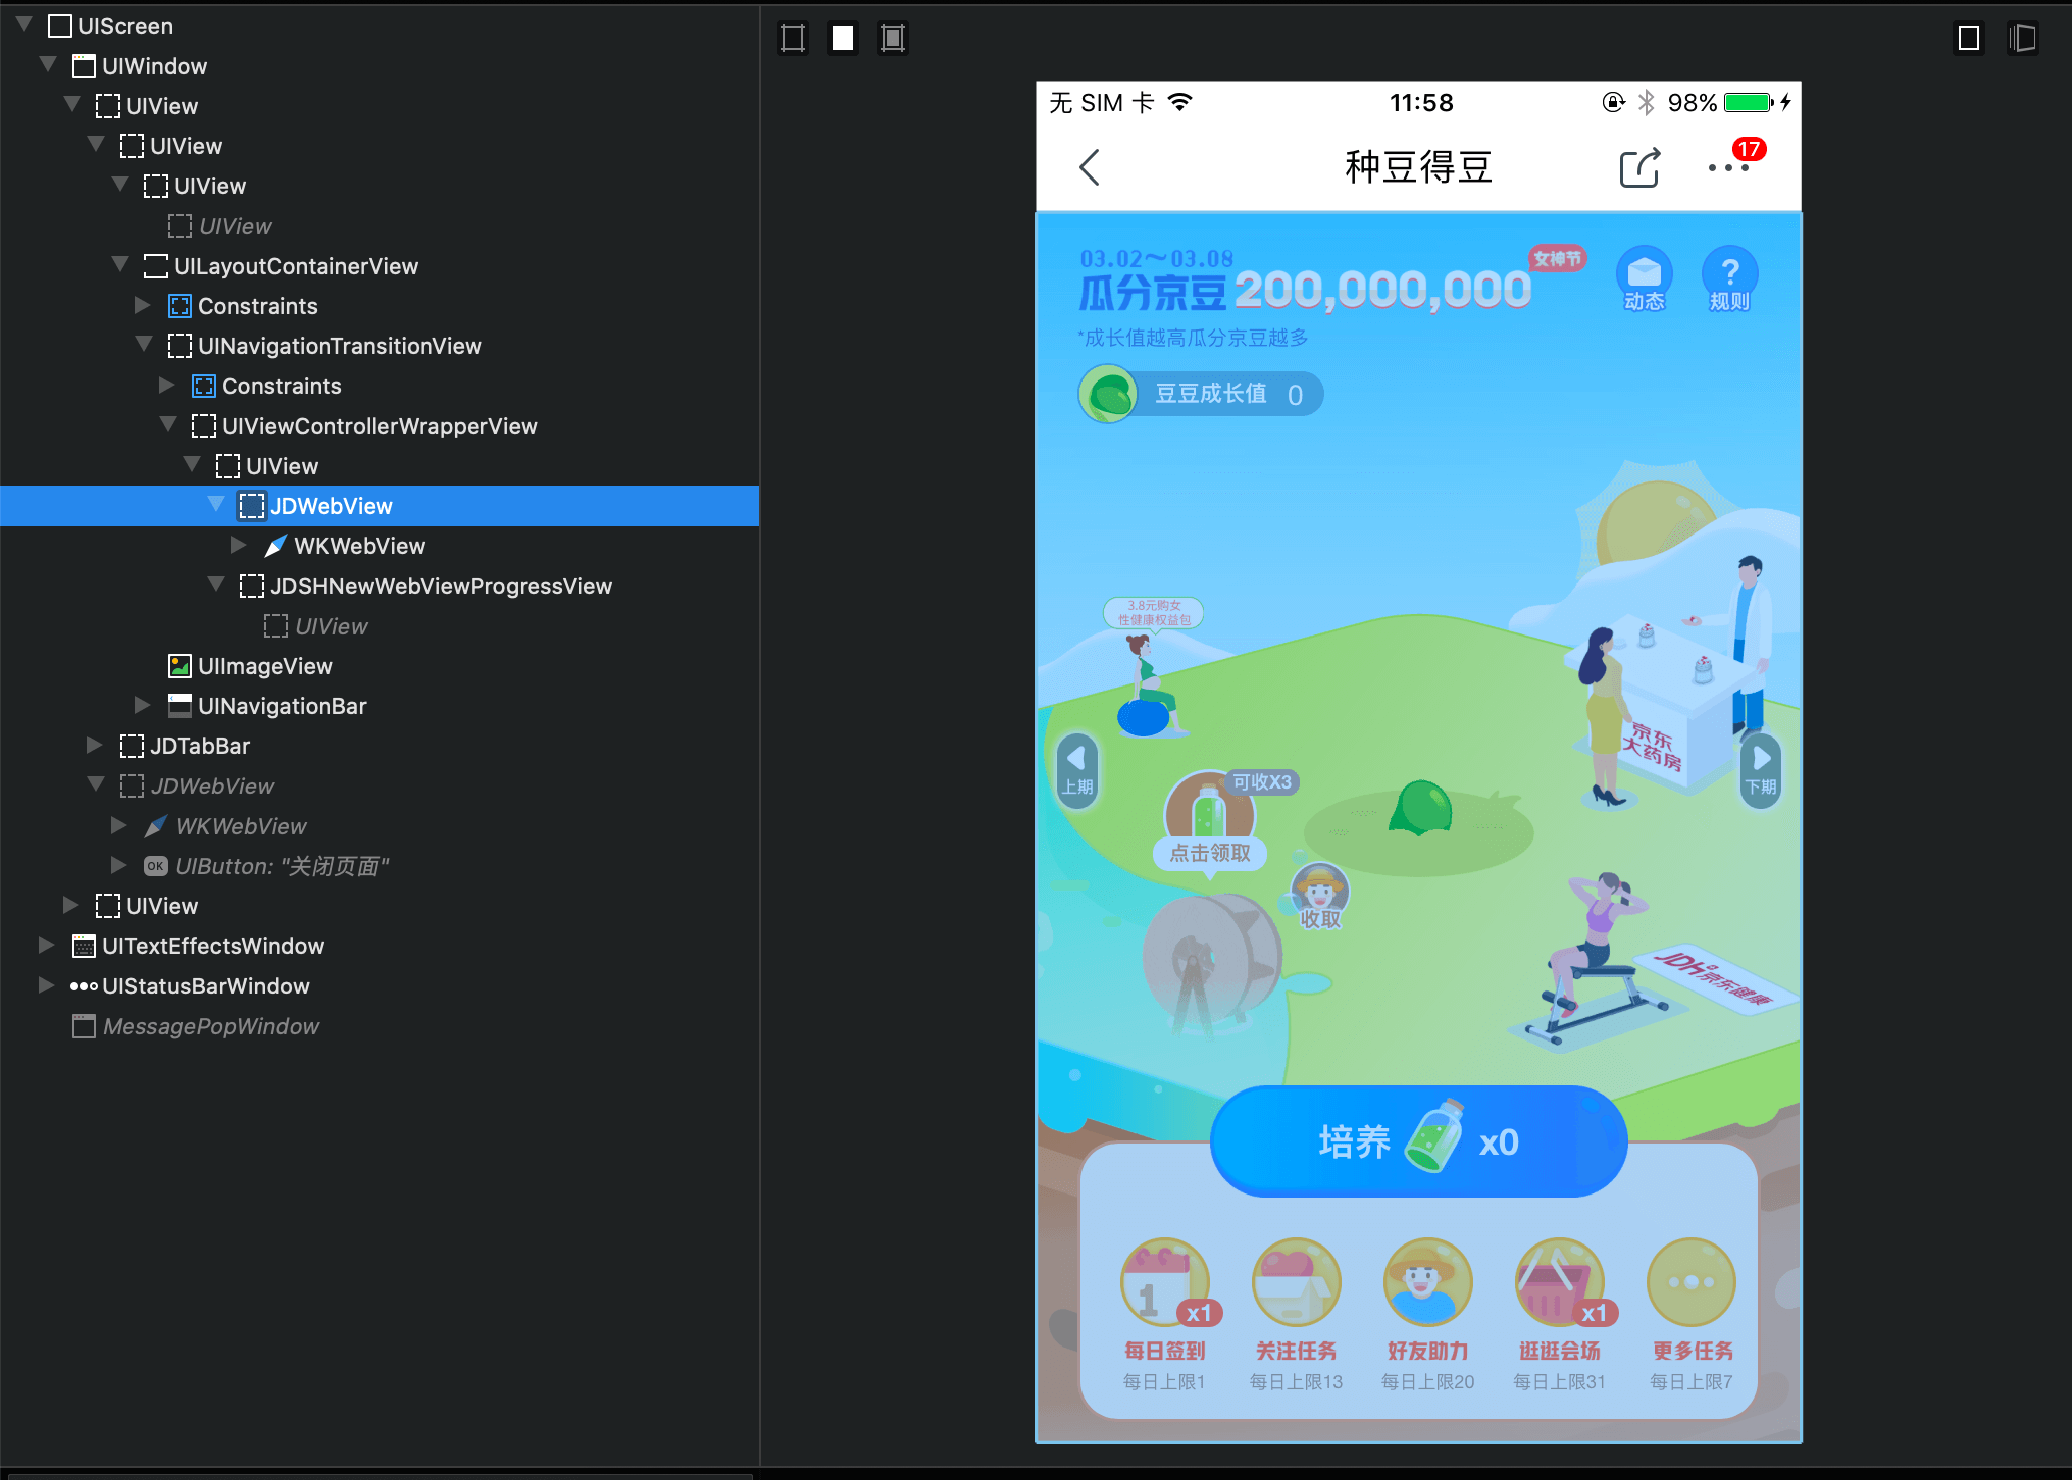 UIScreen
UIWindow
UIView
UIView
UIView
UIView
UILayoutContainerView
Constraints
UINavigationTransitionView
Constraints
UIViewControllerWrapperView
UIView
JDWebView
WKWebView
JDSHNewWebViewProgressView
UIView
UIImageView
UINavigationBar
JDTabBar
JDWebView
WKWebView
OK UIButton: "关闭页面"
UIView
UITextEffectsWindow
UIStatusBarWindow
MessagePopWindow
无 SIM 卡 11:58 98%
种豆得豆 17
03.02～03.08
瓜分京豆 200,000,000 女神节
动态 规则
*成长值越高瓜分京豆越多
豆豆成长值 0
3.8元购女
性健康权益包
京东
大药房
上期 下期
可收X3
点击领取
收取
JDH 京东健康
培养 x0
1 x1 x1
每日签到 关注任务 好友助力 逛逛会场 更多任务
每日上限1 每日上限13 每日上限20 每日上限31 每日上限7